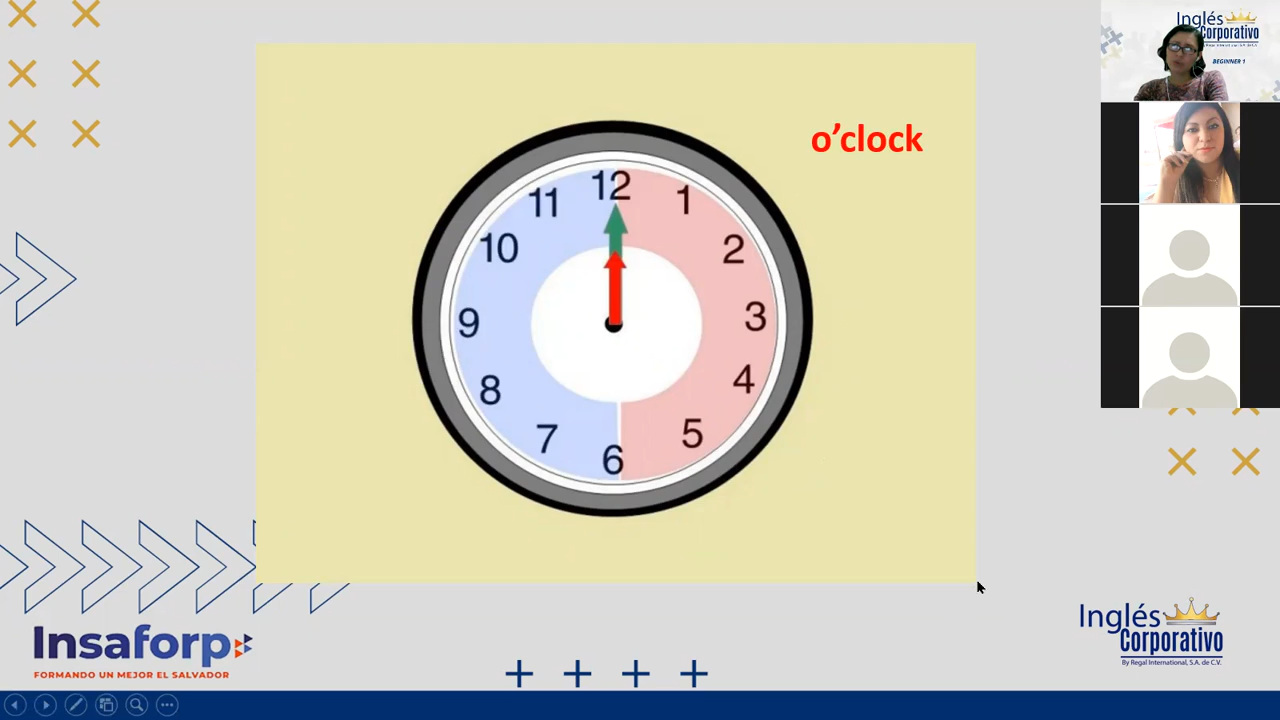 o'clock
12
11
1
10
2
9
3
8
4
7
5
6
Insaforp
FORMANDO UN MEJOR EL SALVADOR
Inglés
Corporativo
By Regal International, S.A. de C.V.
Inglés
Corporativo
BEGINNER 1